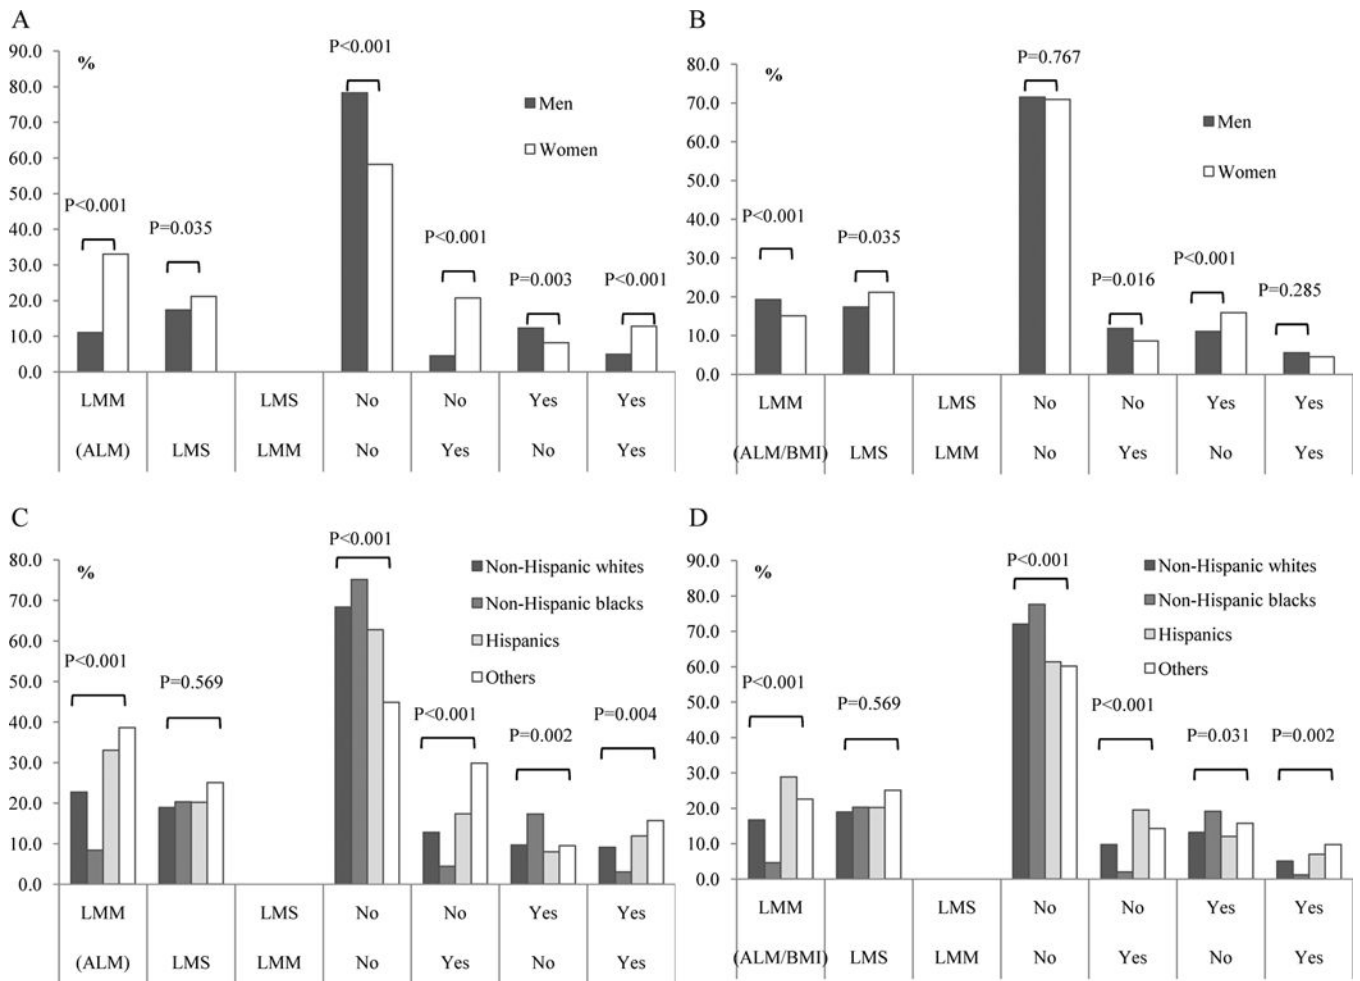 A
90.0
80.0
70.0
60.0
50.0
40.0
30.0
20.0
10.0
0.0
%
P<0.001
P=0.035
P<0.001
P<0.001
P=0.003
P<0.001
Men
Women
LMM LMS No No Yes Yes
(ALM) LMS LMM No Yes No Yes
B
80.0
70.0
60.0
50.0
40.0
30.0
20.0
10.0
0.0
%
P<0.001
P=0.035
P=0.767
P=0.016
P<0.001
P=0.285
Men
Women
LMM LMS No No Yes Yes
(ALM/BMI) LMS LMM No Yes No Yes
C
80.0
70.0
60.0
50.0
40.0
30.0
20.0
10.0
0.0
%
P<0.001
P=0.569
P<0.001
P<0.001
P=0.002
P=0.004
Non-Hispanic whites
Non-Hispanic blacks
Hispanics
Others
LMM LMS No No Yes Yes
(ALM) LMS LMM No Yes No Yes
D
90.0
80.0
70.0
60.0
50.0
40.0
30.0
20.0
10.0
0.0
%
P<0.001
P=0.569
P<0.001
P<0.001
P=0.031
P=0.002
Non-Hispanic whites
Non-Hispanic blacks
Hispanics
Others
LMM LMS No No Yes Yes
(ALM/BMI) LMS LMM No Yes No Yes